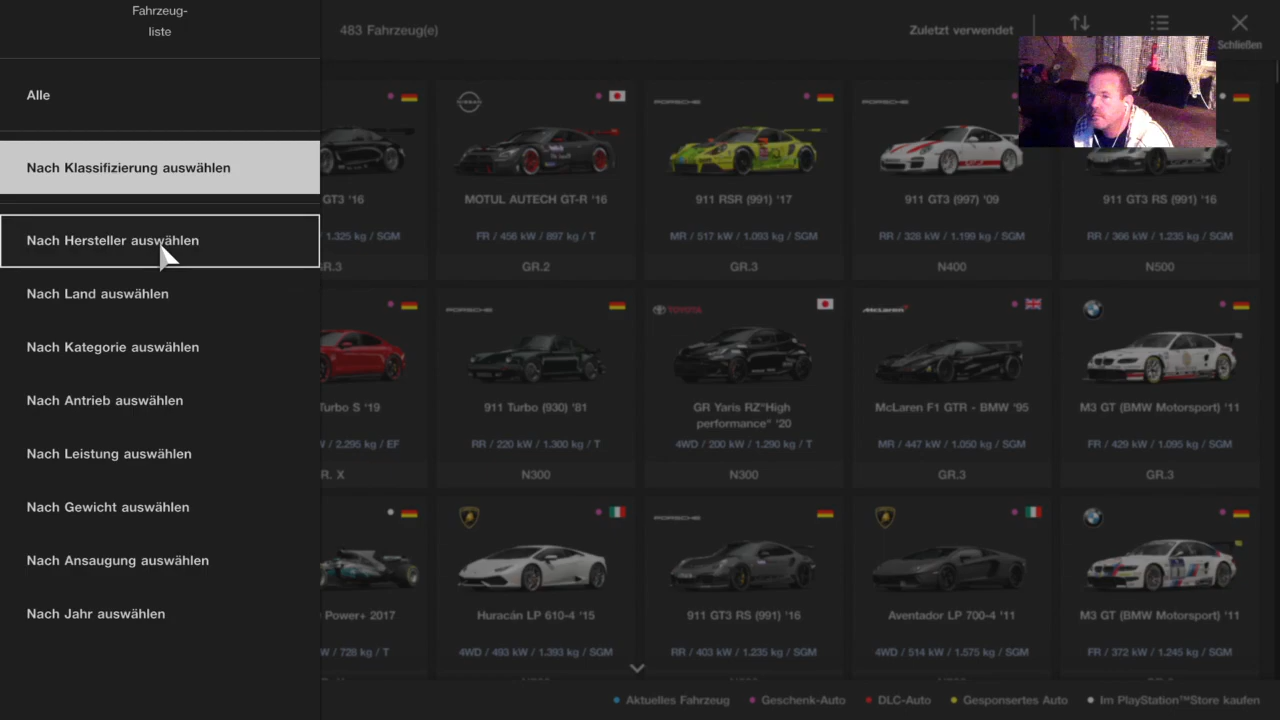 Fahrzeug-
liste
Alle
Nach Klassifizierung auswählen
Nach Hersteller auswählen
Nach Land auswählen
Nach Kategorie auswählen
Nach Antrieb auswählen
Nach Leistung auswählen
Nach Gewicht auswählen
Nach Ansaugung auswählen
Nach Jahr auswählen
483 Fahrzeug(e)
Zuletzt verwendet
Schließen
GT3 '16
1.325 kg / SGM
R.3
MOTUL AUTECH GT-R '16
FR / 456 kW / 897 kg / T
GR.2
PORSCHE
911 RSR (991) '17
MR / 517 kW / 1.093 kg / SGM
GR.3
PORSCHE
911 GT3 (997) '09
RR / 328 kW / 1.199 kg / SGM
N400
911 GT3 RS (991) '16
RR / 366 kW / 1.235 kg / SGM
N500
Turbo S '19
/ 2.295 kg / EF
R. X
PORSCHE
911 Turbo (930) '81
RR / 220 kW / 1.300 kg / T
N300
TOYOTA
GR Yaris RZ"High
performance" '20
4WD / 200 kW / 1.290 kg / T
N300
McLaren
McLaren F1 GTR - BMW '95
MR / 447 kW / 1.050 kg / SGM
GR.3
M3 GT (BMW Motorsport) '11
FR / 429 kW / 1.095 kg / SGM
GR.3
Power+ 2017
W / 728 kg / T
Huracán LP 610-4 '15
4WD / 493 kW / 1.393 kg / SGM
PORSCHE
911 GT3 RS (991) '16
RR / 403 kW / 1.235 kg / SGM
Aventador LP 700-4 '11
4WD / 514 kW / 1.575 kg / SGM
M3 GT (BMW Motorsport) '11
FR / 372 kW / 1.245 kg / SGM
Aktuelles Fahrzeug
Geschenk-Auto
DLC-Auto
Gesponsertes Auto
Im PlayStation™Store kaufen